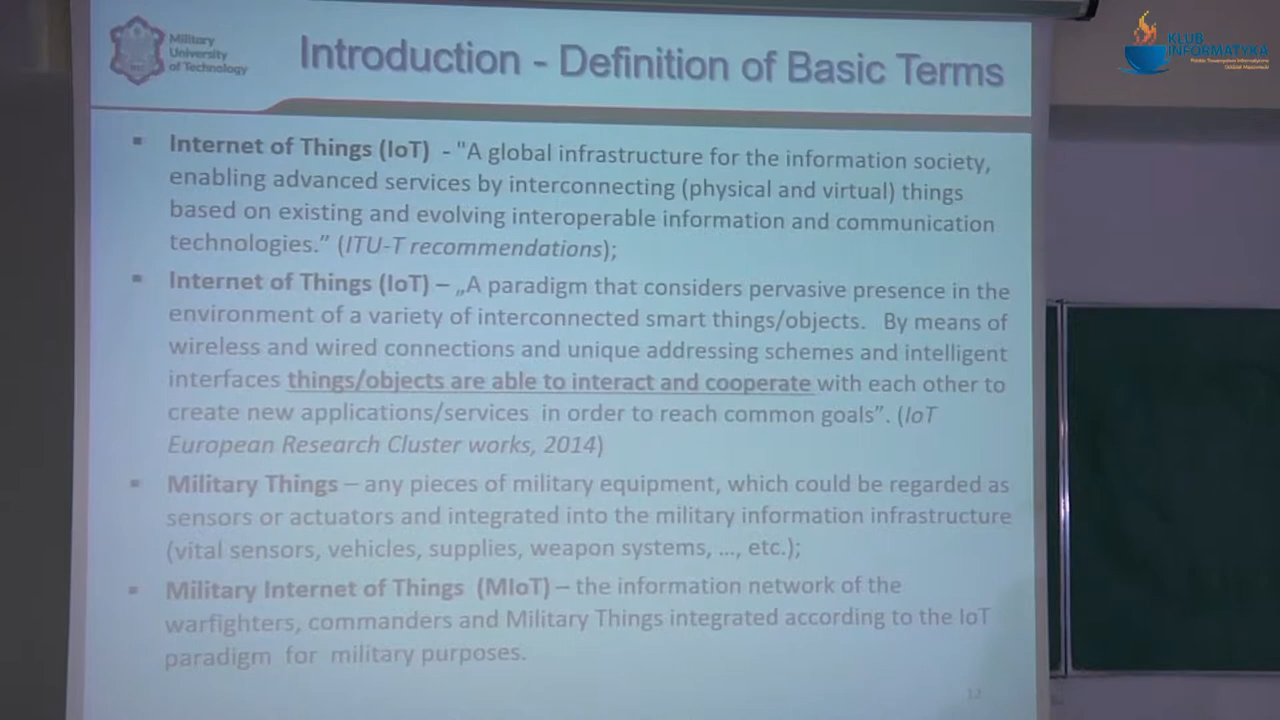 Military
University
of Technology
Introduction - Definition of Basic Terms
KLUB
INFORMATYKA
Polskie Towarzystwo Informatyczne
Oddział Mazowiecki
▪ Internet of Things (IoT) - "A global infrastructure for the information society,
enabling advanced services by interconnecting (physical and virtual) things
based on existing and evolving interoperable information and communication
technologies.” (ITU-T recommendations);
▪ Internet of Things (IoT) – „A paradigm that considers pervasive presence in the
environment of a variety of interconnected smart things/objects. By means of
wireless and wired connections and unique addressing schemes and intelligent
interfaces things/objects are able to interact and cooperate with each other to
create new applications/services in order to reach common goals”. (IoT
European Research Cluster works, 2014)
▪ Military Things – any pieces of military equipment, which could be regarded as
sensors or actuators and integrated into the military information infrastructure
(vital sensors, vehicles, supplies, weapon systems, ..., etc.);
▪ Military Internet of Things (MIoT) – the information network of the
warfighters, commanders and Military Things integrated according to the IoT
paradigm for military purposes.
12